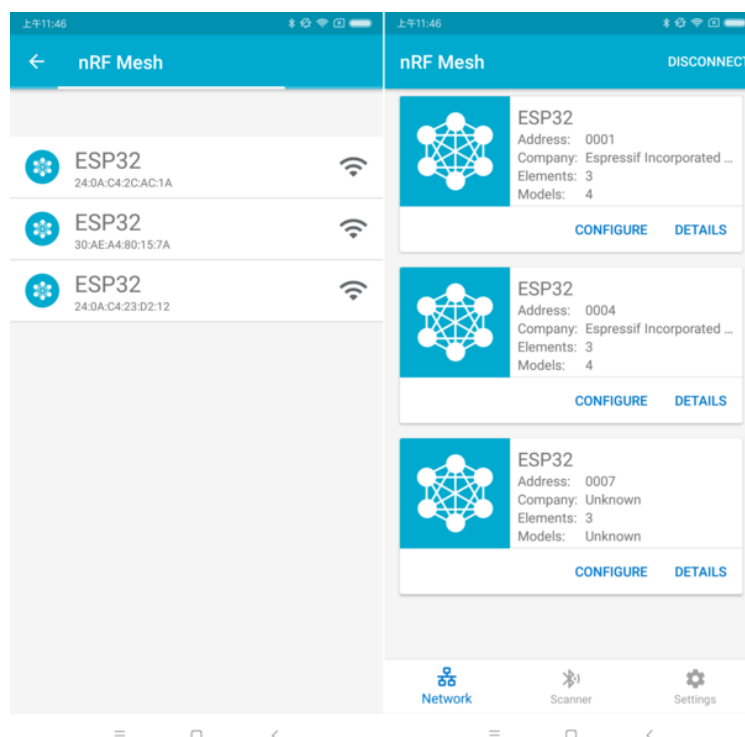 上午11:46
nRF Mesh
ESP32
24:0A:C4:2C:AC:1A
ESP32
30:AE:A4:80:15:7A
ESP32
24:0A:C4:23:D2:12
上午11:46
nRF Mesh
DISCONNECT
ESP32
Address: 0001
Company: Espressif Incorporated ...
Elements: 3
Models: 4
CONFIGURE DETAILS
ESP32
Address: 0004
Company: Espressif Incorporated ...
Elements: 3
Models: 4
CONFIGURE DETAILS
ESP32
Address: 0007
Company: Unknown
Elements: 3
Models: Unknown
CONFIGURE DETAILS
Network Scanner Settings